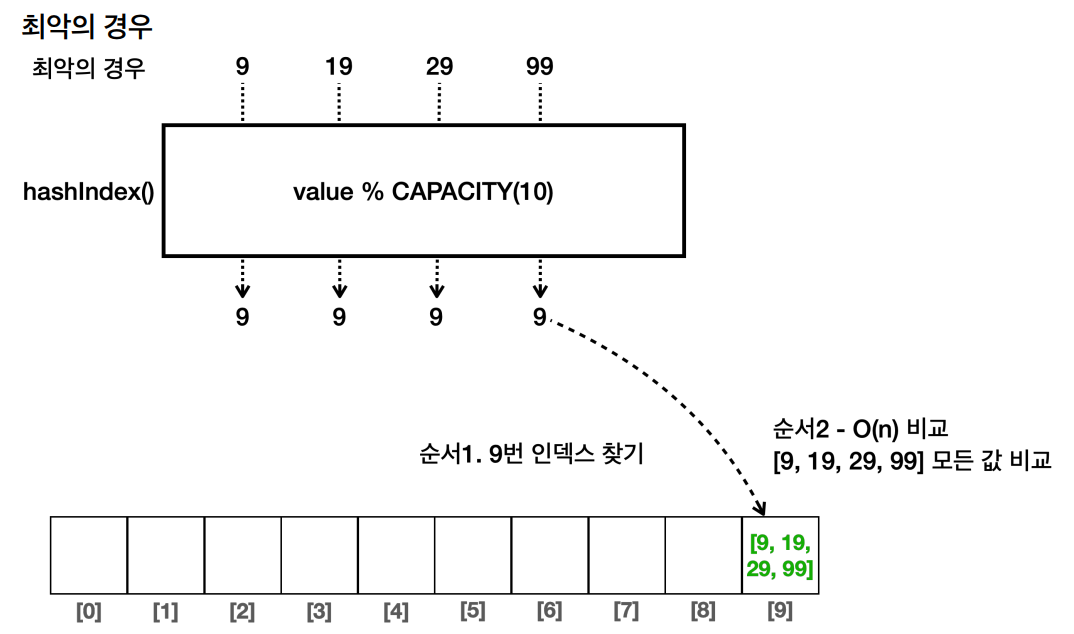 최악의 경우
최악의 경우 9 19 29 99
hashIndex() value % CAPACITY(10)
9 9 9 9
순서1. 9번 인덱스 찾기
순서2 - O(n) 비교
[9, 19, 29, 99] 모든 값 비교
[9, 19,
29, 99]
[0] [1] [2] [3] [4] [5] [6] [7] [8] [9]